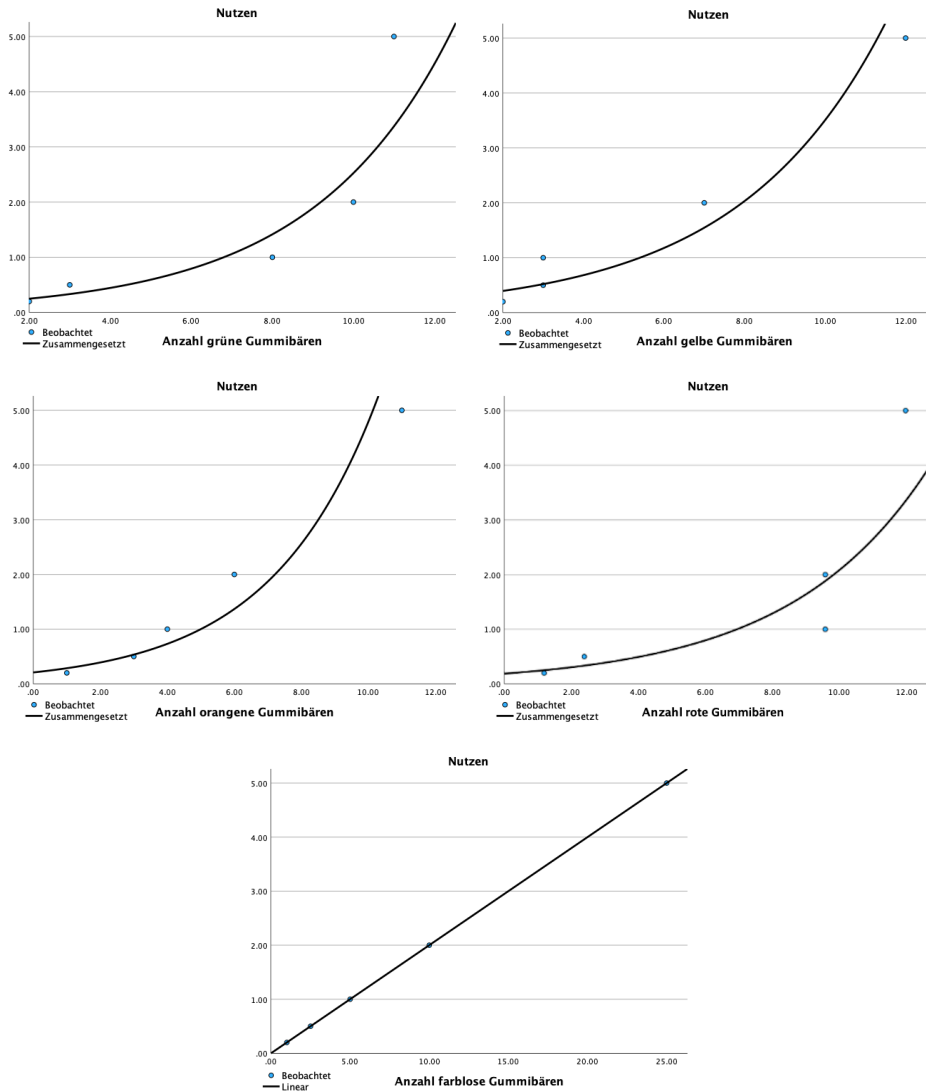 Nutzen
5.00
4.00
3.00
2.00
1.00
.00
2.00 4.00 6.00 8.00 10.00 12.00
Beobachtet
Zusammengesetzt
Anzahl grüne Gummibären
Nutzen
5.00
4.00
3.00
2.00
1.00
.00
2.00 4.00 6.00 8.00 10.00 12.00
Beobachtet
Zusammengesetzt
Anzahl gelbe Gummibären
Nutzen
5.00
4.00
3.00
2.00
1.00
.00
.00 2.00 4.00 6.00 8.00 10.00 12.00
Beobachtet
Zusammengesetzt
Anzahl orangene Gummibären
Nutzen
5.00
4.00
3.00
2.00
1.00
.00
.00 2.00 4.00 6.00 8.00 10.00 12.00
Beobachtet
Zusammengesetzt
Anzahl rote Gummibären
Nutzen
5.00
4.00
3.00
2.00
1.00
.00
.00 5.00 10.00 15.00 20.00 25.00
Beobachtet
Linear
Anzahl farblose Gummibären